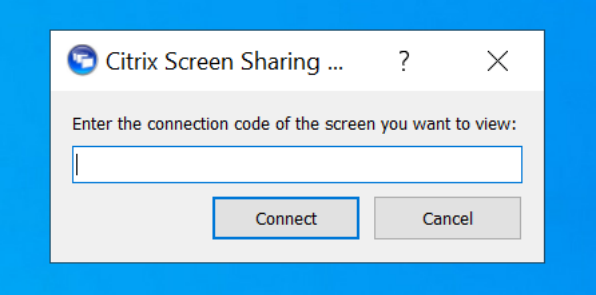 Citrix Screen Sharing ...
Enter the connection code of the screen you want to view:
Connect Cancel